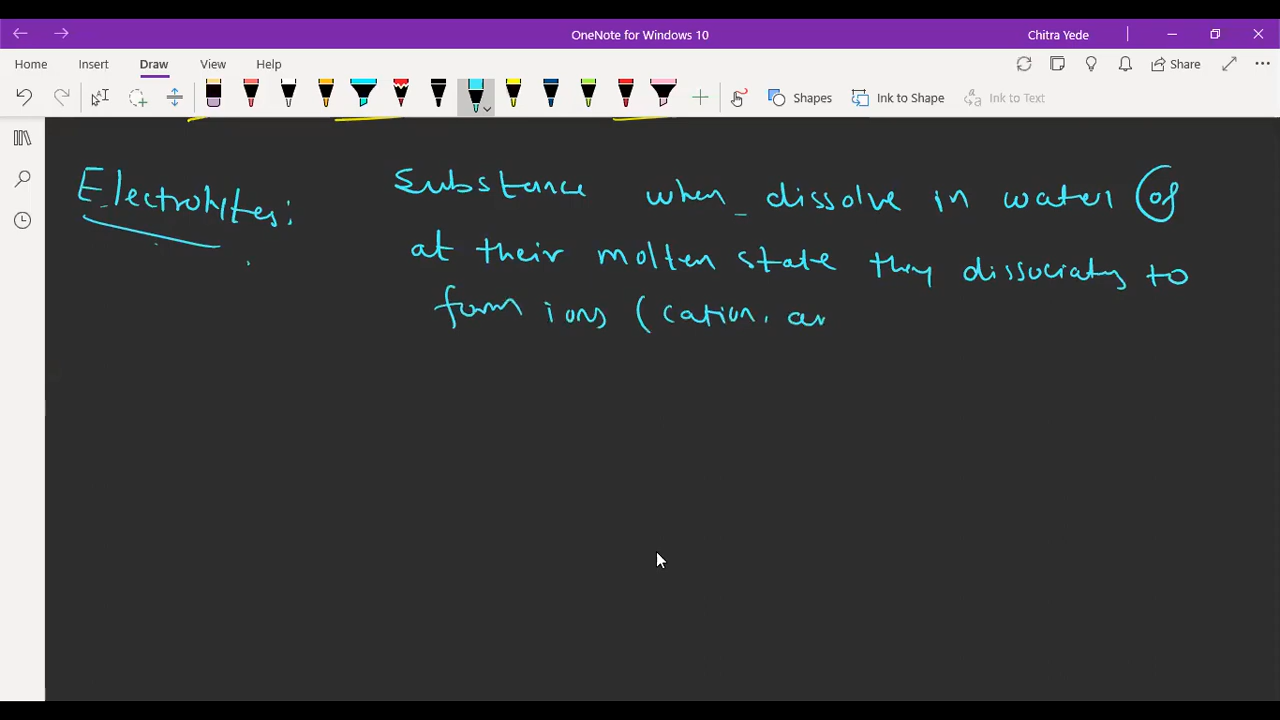 OneNote for Windows 10
Chitra Yede
Home Insert Draw View Help
Share
Shapes Ink to Shape Ink to Text
Electrolytes: Substance when dissolve in water or
at their molten state they dissociates to
form ions (cation, an